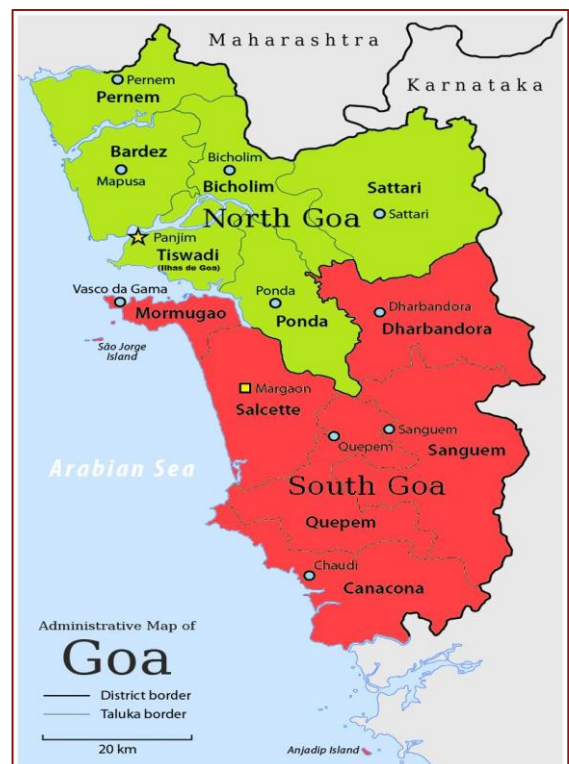 Maharashtra
Karnataka
Pernem
Pernem
Bardez
Mapusa
Bicholim
Bicholim
Sattari
Sattari
North Goa
Panjim
Tiswadi
(Ilhas de Goa)
Ponda
Ponda
Vasco da Gama
Mormugao
São Jorge
Island
Dharbandora
Dharbandora
Margaon
Salcette
Sanguem
Quepem
Sanguem
Arabian Sea
South Goa
Quepem
Chaudi
Canacona
Administrative Map of
Goa
District border
Taluka border
20 km
Anjadip Island